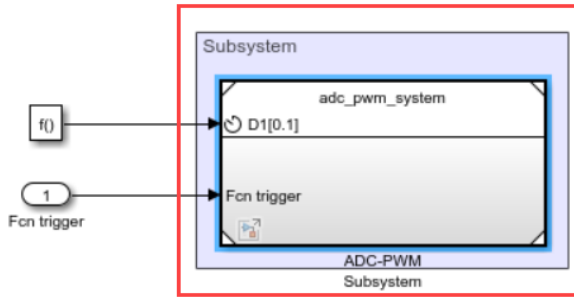 Subsystem
adc_pwm_system
f()
D1[0.1]
1
Fcn trigger
Fcn trigger
ADC-PWM
Subsystem